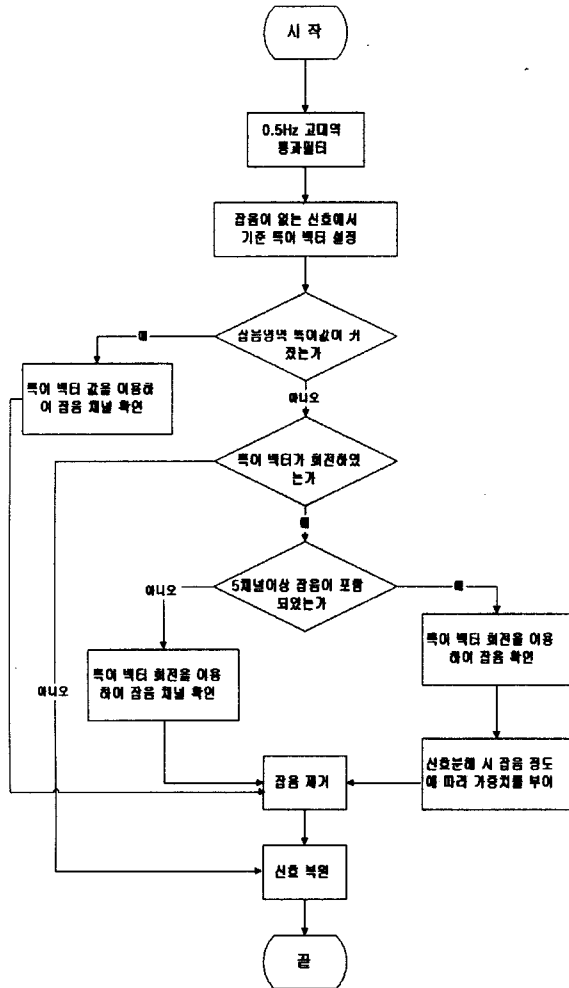 시 작
0.5Hz 고대역
통과필터
잡음이 없는 신호에서
기준 특이 벡터 설정
잡음영역 특이값이 커
졌는가
예
특이 벡터 값을 이용하
여 잡음 채널 확인
아니오
특이 벡터가 회전하였
는가
예
5채널이상 잡음이 포함
되었는가
아니오
예
특이 벡터 회전을 이용
하여 잡음 확인
특이 벡터 회전을 이용
하여 잡음 채널 확인
아니오
신호분해 시 잡음 정도
에 따라 가중치를 부여
잡음 제거
신호 복원
끝